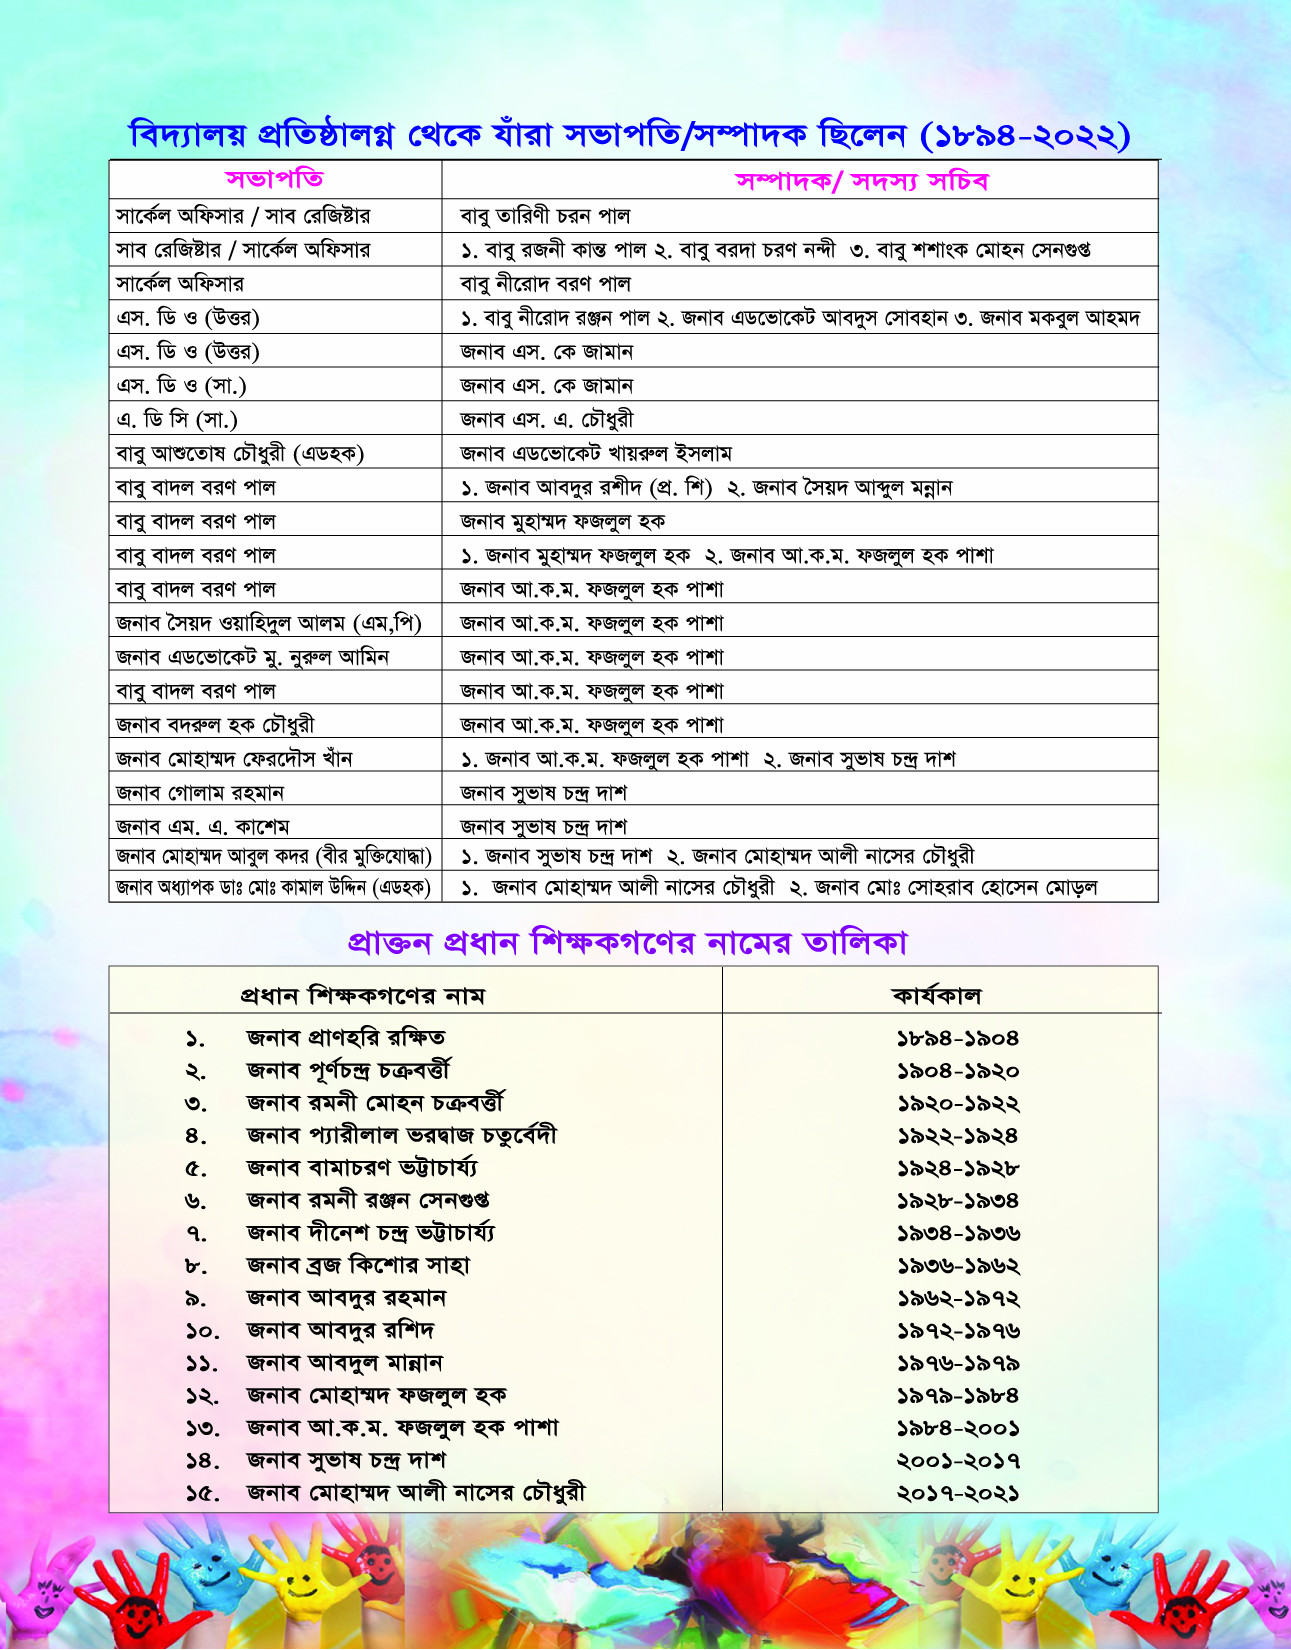 বিদ্যালয় প্রতিষ্ঠালগ্ন থেকে যাঁরা সভাপতি/সম্পাদক ছিলেন (১৮৯৪-২০২২)
সভাপতি সম্পাদক/ সদস্য সচিব
সার্কেল অফিসার / সাব রেজিষ্টার বাবু তারিণী চরন পাল
সাব রেজিষ্টার / সার্কেল অফিসার ১. বাবু রজনী কান্ত পাল ২. বাবু বরদা চরণ নন্দী ৩. বাবু শশাংক মোহন সেনগুপ্ত
সার্কেল অফিসার বাবু নীরোদ বরণ পাল
এস. ডি ও (উত্তর) ১. বাবু নীরোদ রঞ্জন পাল ২. জনাব এডভোকেট আবদুস সোবহান ৩. জনাব মকবুল আহমদ
এস. ডি ও (উত্তর) জনাব এস. কে জামান
এস. ডি ও (সা.) জনাব এস. কে জামান
এ. ডি সি (সা.) জনাব এস. এ. চৌধুরী
বাবু আশুতোষ চৌধুরী (এডহক) জনাব এডভোকেট খায়রুল ইসলাম
বাবু বাদল বরণ পাল ১. জনাব আবদুর রশীদ (প্র. শি) ২. জনাব সৈয়দ আব্দুল মন্নান
বাবু বাদল বরণ পাল জনাব মুহাম্মদ ফজলুল হক
বাবু বাদল বরণ পাল ১. জনাব মুহাম্মদ ফজলুল হক ২. জনাব আ.ক.ম. ফজলুল হক পাশা
বাবু বাদল বরণ পাল জনাব আ.ক.ম. ফজলুল হক পাশা
জনাব সৈয়দ ওয়াহিদুল আলম (এম,পি) জনাব আ.ক.ম. ফজলুল হক পাশা
জনাব এডভোকেট মু. নুরুল আমিন জনাব আ.ক.ম. ফজলুল হক পাশা
বাবু বাদল বরণ পাল জনাব আ.ক.ম. ফজলুল হক পাশা
জনাব বদরুল হক চৌধুরী জনাব আ.ক.ম. ফজলুল হক পাশা
জনাব মোহাম্মদ ফেরদৌস খাঁন ১. জনাব আ.ক.ম. ফজলুল হক পাশা ২. জনাব সুভাষ চন্দ্র দাশ
জনাব গোলাম রহমান জনাব সুভাষ চন্দ্র দাশ
জনাব এম. এ. কাশেম জনাব সুভাষ চন্দ্র দাশ
জনাব মোহাম্মদ আবুল কদর (বীর মুক্তিযোদ্ধা) ১. জনাব সুভাষ চন্দ্র দাশ ২. জনাব মোহাম্মদ আলী নাসের চৌধুরী
জনাব অধ্যাপক ডাঃ মোঃ কামাল উদ্দিন (এডহক) ১. জনাব মোহাম্মদ আলী নাসের চৌধুরী ২. জনাব মোঃ সোহরাব হোসেন মোড়ল
প্রাক্তন প্রধান শিক্ষকগণের নামের তালিকা
প্রধান শিক্ষকগণের নাম কার্যকাল
১. জনাব প্রাণহরি রক্ষিত ১৮৯৪-১৯০৪
২. জনাব পূর্ণচন্দ্র চক্রবর্ত্তী ১৯০৪-১৯২০
৩. জনাব রমনী মোহন চক্রবর্ত্তী ১৯২০-১৯২২
৪. জনাব প্যারীলাল ভরদ্বাজ চতুর্বেদী ১৯২২-১৯২৪
৫. জনাব বামাচরণ ভট্টাচার্য্য ১৯২৪-১৯২৮
৬. জনাব রমনী রঞ্জন সেনগুপ্ত ১৯২৮-১৯৩৪
৭. জনাব দীনেশ চন্দ্র ভট্টাচার্য্য ১৯৩৪-১৯৩৬
৮. জনাব ব্রজ কিশোর সাহা ১৯৩৬-১৯৬২
৯. জনাব আবদুর রহমান ১৯৬২-১৯৭২
১০. জনাব আবদুর রশিদ ১৯৭২-১৯৭৬
১১. জনাব আবদুল মান্নান ১৯৭৬-১৯৭৯
১২. জনাব মোহাম্মদ ফজলুল হক ১৯৭৯-১৯৮৪
১৩. জনাব আ.ক.ম. ফজলুল হক পাশা ১৯৮৪-২০০১
১৪. জনাব সুভাষ চন্দ্র দাশ ২০০১-২০১৭
১৫. জনাব মোহাম্মদ আলী নাসের চৌধুরী ২০১৭-২০২১